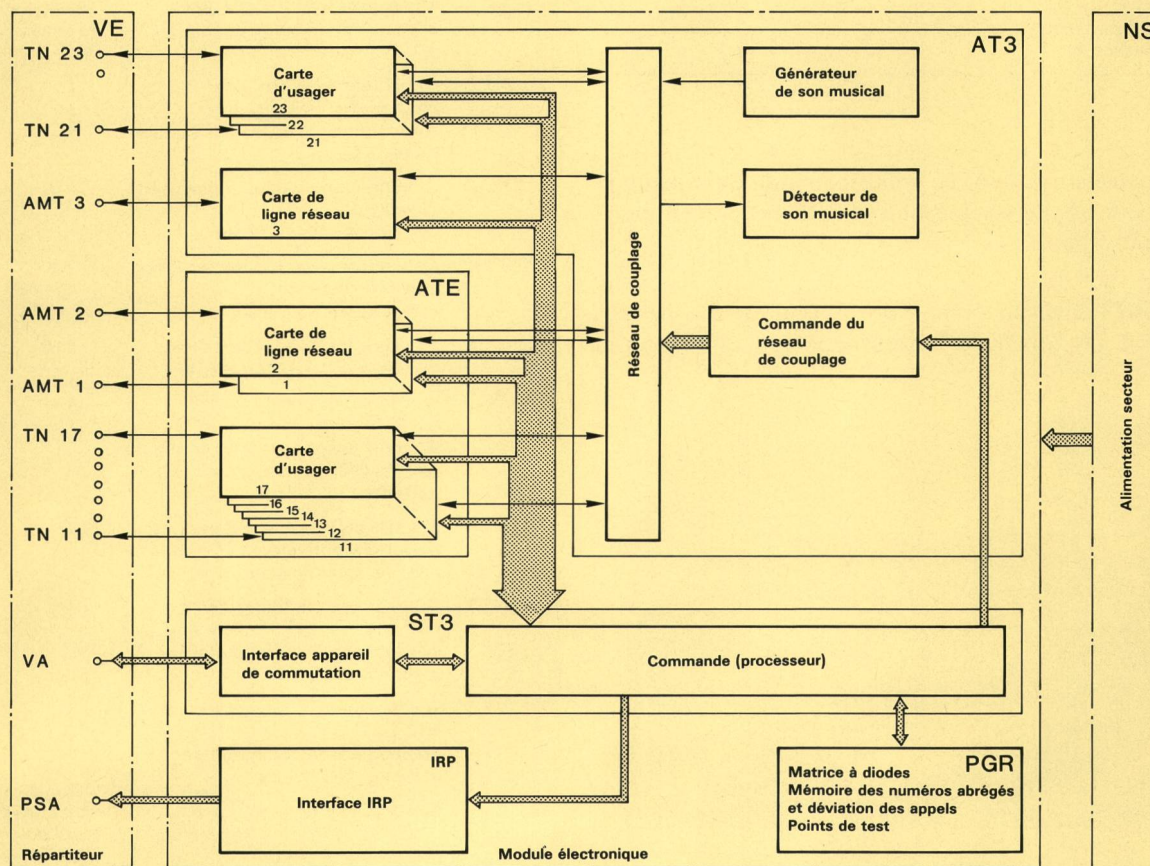 VE
AT3
NS
TN 23
Carte
d'usager
23
22
21
Générateur
de son musical
TN 21
AMT 3
Carte de
ligne réseau
3
Détecteur de
son musical
Réseau de couplage
ATE
AMT 2
Carte de
ligne réseau
2
1
Commande du
réseau
de couplage
AMT 1
TN 17
Carte
d'usager
17
16
15
14
13
12
11
TN 11
Alimentation secteur
ST3
VA
Interface appareil
de commutation
Commande (processeur)
IRP
Interface IRP
PGR
Matrice à diodes
Mémoire des numéros abrégés
et déviation des appels
Points de test
PSA
Répartiteur
Module électronique